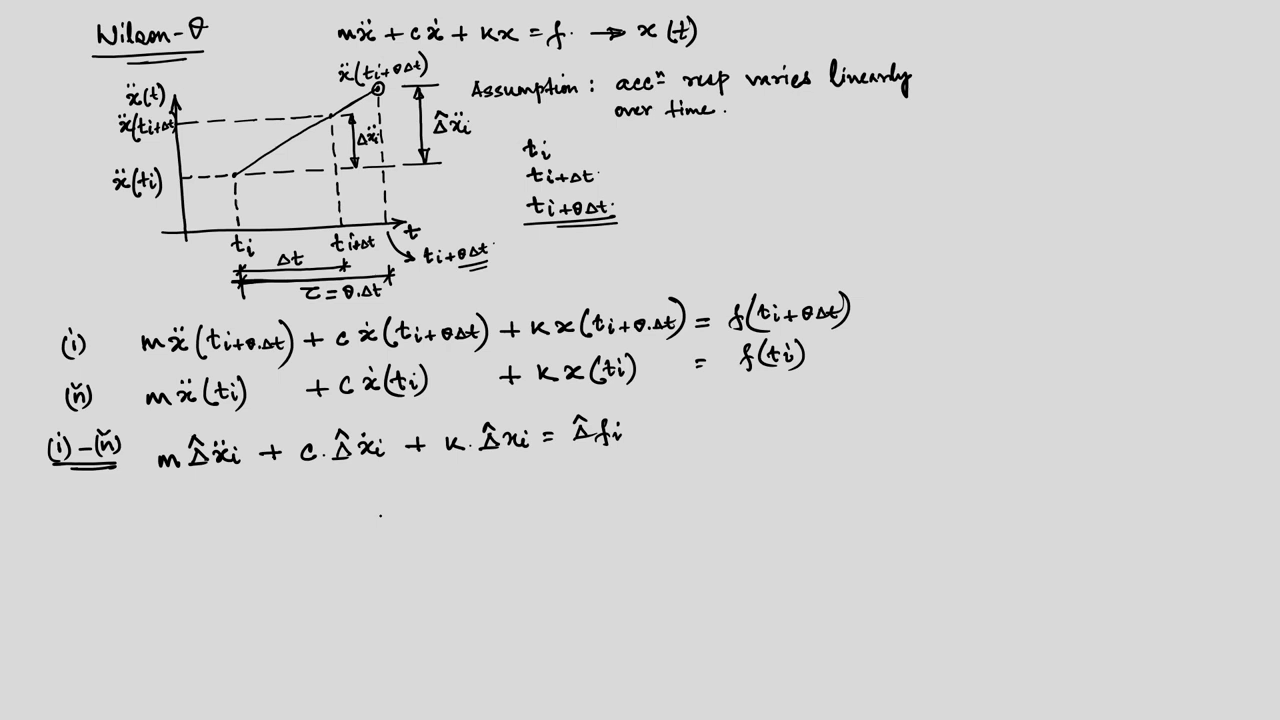 Wilson-θ
mẍ + cẋ + kx = f. → x(t)
ẍ(ti+θΔt)
Assumption : accⁿ resp varies linearly
over time.
ẍ(t)
ẍ(ti+Δt)
Δẍi
Δ̂ẍi
ẍ(ti)
ti
ti+Δt
ti+θΔt
ti
ti+Δt
t
ti+θΔt
Δt
τ = θ.Δt
(i) mẍ(ti+θ.Δt) + cẋ(ti+θΔt) + kx(ti+θ.Δt) = f(ti+θΔt)
(ii) mẍ(ti) + cẋ(ti) + kx(ti) = f(ti)
(i) - (ii) mΔ̂ẍi + c.Δ̂ẋi + k.Δ̂xi = Δ̂fi